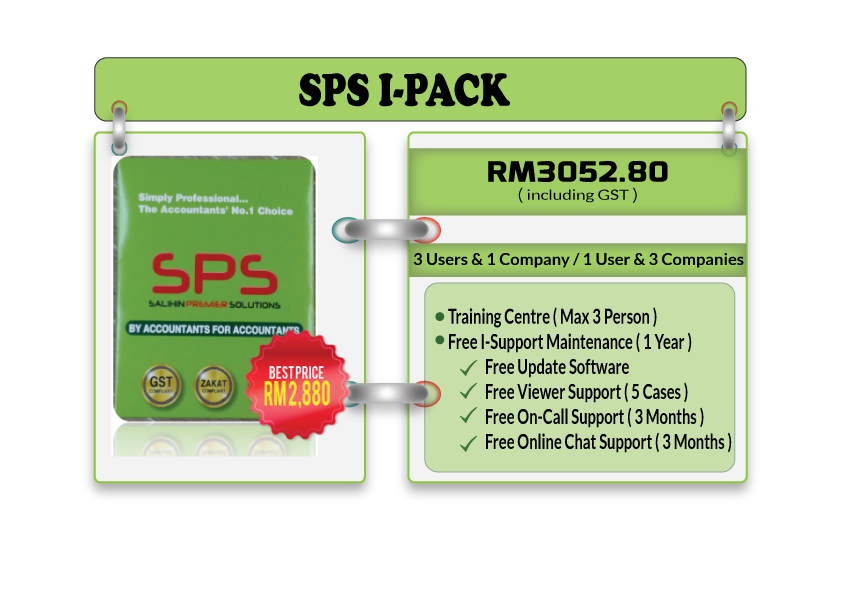 SPS I-PACK
Simply Professional...
The Accountants' No.1 Choice
SPS
SALIHIN PREMIER SOLUTIONS
BY ACCOUNTANTS FOR ACCOUNTANTS
GST
COMPLIANT
ZAKAT
COMPLIANT
BEST PRICE
RM2,880
RM3052.80
( including GST )
3 Users & 1 Company / 1 User & 3 Companies
Training Centre ( Max 3 Person )
Free I-Support Maintenance ( 1 Year )
Free Update Software
Free Viewer Support ( 5 Cases )
Free On-Call Support ( 3 Months )
Free Online Chat Support ( 3 Months )